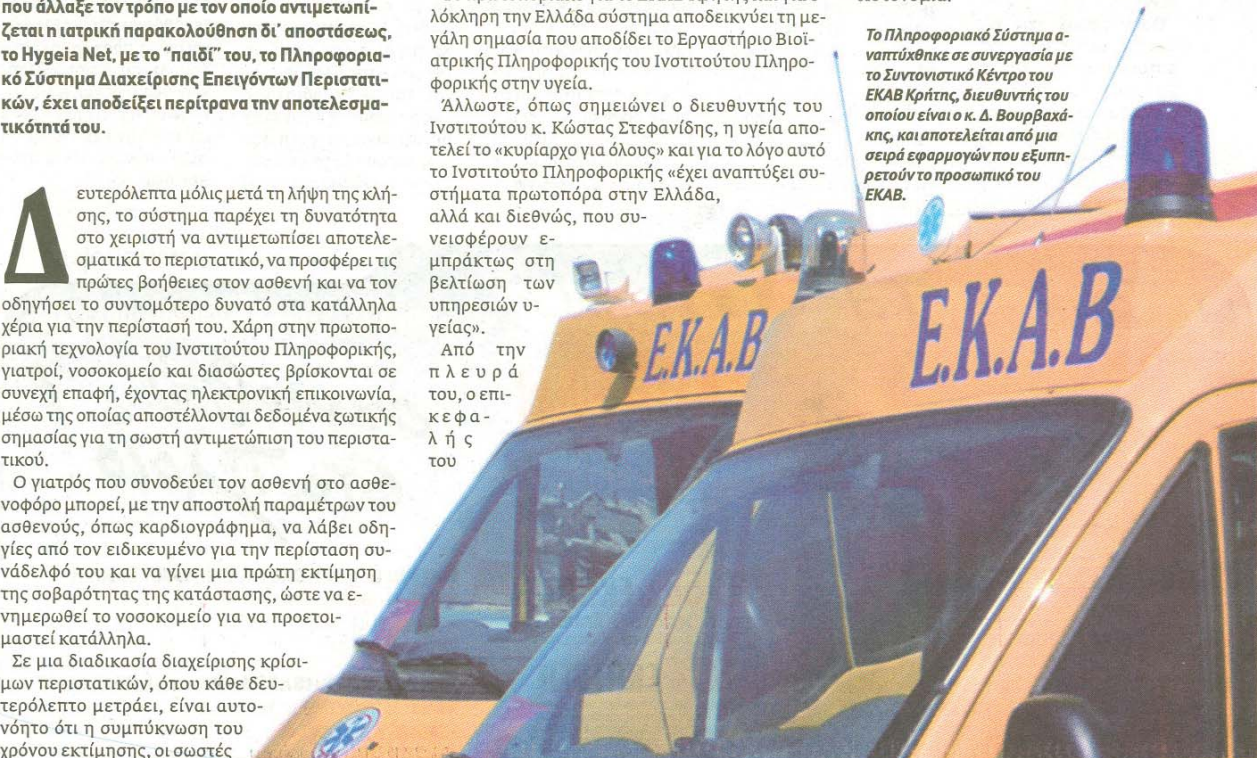 που άλλαξε τον τρόπο με τον οποίο αντιμετωπί-
ζεται η ιατρική παρακολούθηση δι΄ αποστάσεως,
το Hygeia Net, με το "παιδί" του, το Πληροφορια-
κό Σύστημα Διαχείρισης Επειγόντων Περιστατι-
κών, έχει αποδείξει περίτρανα την αποτελεσμα-
τικότητά του.
Δευτερόλεπτα μόλις μετά τη λήψη της κλή-
σης, το σύστημα παρέχει τη δυνατότητα
στο χειριστή να αντιμετωπίσει αποτελε-
σματικά το περιστατικό, να προσφέρει τις
πρώτες βοήθειες στον ασθενή και να τον
οδηγήσει το συντομότερο δυνατό στα κατάλληλα
χέρια για την περίστασή του. Χάρη στην πρωτοπο-
ριακή τεχνολογία του Ινστιτούτου Πληροφορικής,
γιατροί, νοσοκομείο και διασώστες βρίσκονται σε
συνεχή επαφή, έχοντας ηλεκτρονική επικοινωνία,
μέσω της οποίας αποστέλλονται δεδομένα ζωτικής
σημασίας για τη σωστή αντιμετώπιση του περιστα-
τικού.
Ο γιατρός που συνοδεύει τον ασθενή στο ασθε-
νοφόρο μπορεί, με την αποστολή παραμέτρων του
ασθενούς, όπως καρδιογράφημα, να λάβει οδη-
γίες από τον ειδικευμένο για την περίσταση συ-
νάδελφό του και να γίνει μια πρώτη εκτίμηση
της σοβαρότητας της κατάστασης, ώστε να ε-
νημερωθεί το νοσοκομείο για να προετοι-
μαστεί κατάλληλα.
Σε μια διαδικασία διαχείρισης κρίσι-
μων περιστατικών, όπου κάθε δευ-
τερόλεπτο μετράει, είναι αυτο-
νόητο ότι η συμπύκνωση του
χρόνου εκτίμησης, οι σωστές
λόκληρη την Ελλάδα σύστημα αποδεικνύει τη με-
γάλη σημασία που αποδίδει το Εργαστήριο Βιοϊ-
ατρικής Πληροφορικής του Ινστιτούτου Πληρο-
φορικής στην υγεία.
Άλλωστε, όπως σημειώνει ο διευθυντής του
Ινστιτούτου κ. Κώστας Στεφανίδης, η υγεία απο-
τελεί το «κυρίαρχο για όλους» και για το λόγο αυτό
το Ινστιτούτο Πληροφορικής «έχει αναπτύξει συ-
στήματα πρωτοπόρα στην Ελλάδα,
αλλά και διεθνώς, που συ-
νεισφέρουν ε-
μπράκτως στη
βελτίωση των
υπηρεσιών υ-
γείας».
Από την
πλευρά
του, ο επι-
κεφα-
λής
του
Το Πληροφοριακό Σύστημα α-
ναπτύχθηκε σε συνεργασία με
το Συντονιστικό Κέντρο του
ΕΚΑΒ Κρήτης, διευθυντής του
οποίου είναι ο κ. Δ. Βουρβαχά-
κης, και αποτελείται από μια
σειρά εφαρμογών που εξυπη-
ρετούν το προσωπικό του
ΕΚΑΒ.
Ε.Κ.Α.Β
Ε.Κ.Α.Β